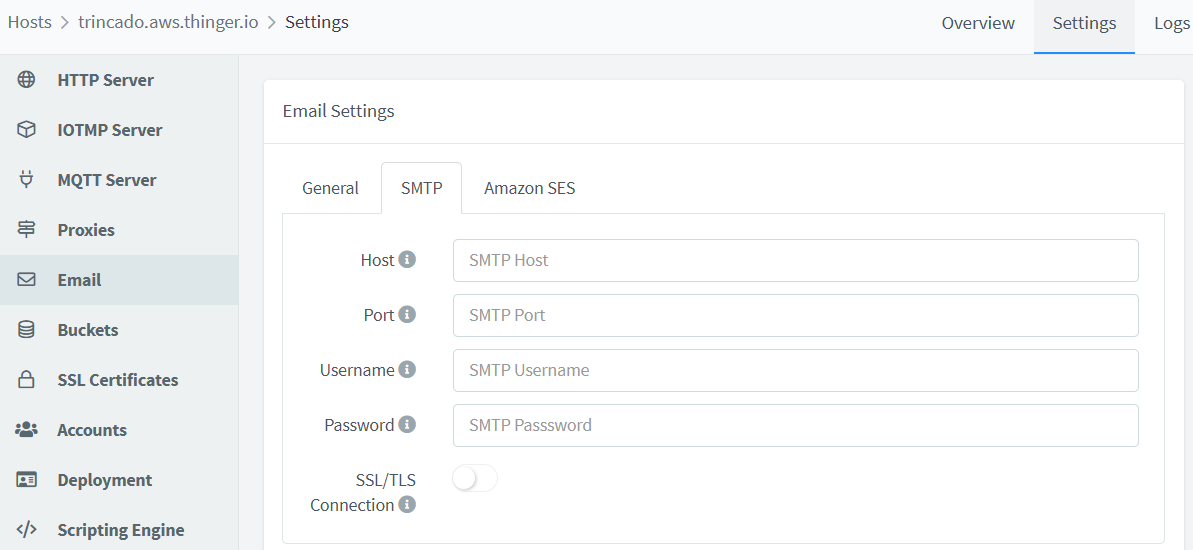 Hosts > trincado.aws.thinger.io > Settings
Overview Settings Logs
HTTP Server
IOTMP Server
MQTT Server
Proxies
Email
Buckets
SSL Certificates
Accounts
Deployment
Scripting Engine
Email Settings
General SMTP Amazon SES
Host SMTP Host
Port SMTP Port
Username SMTP Username
Password SMTP Passsword
SSL/TLS
Connection